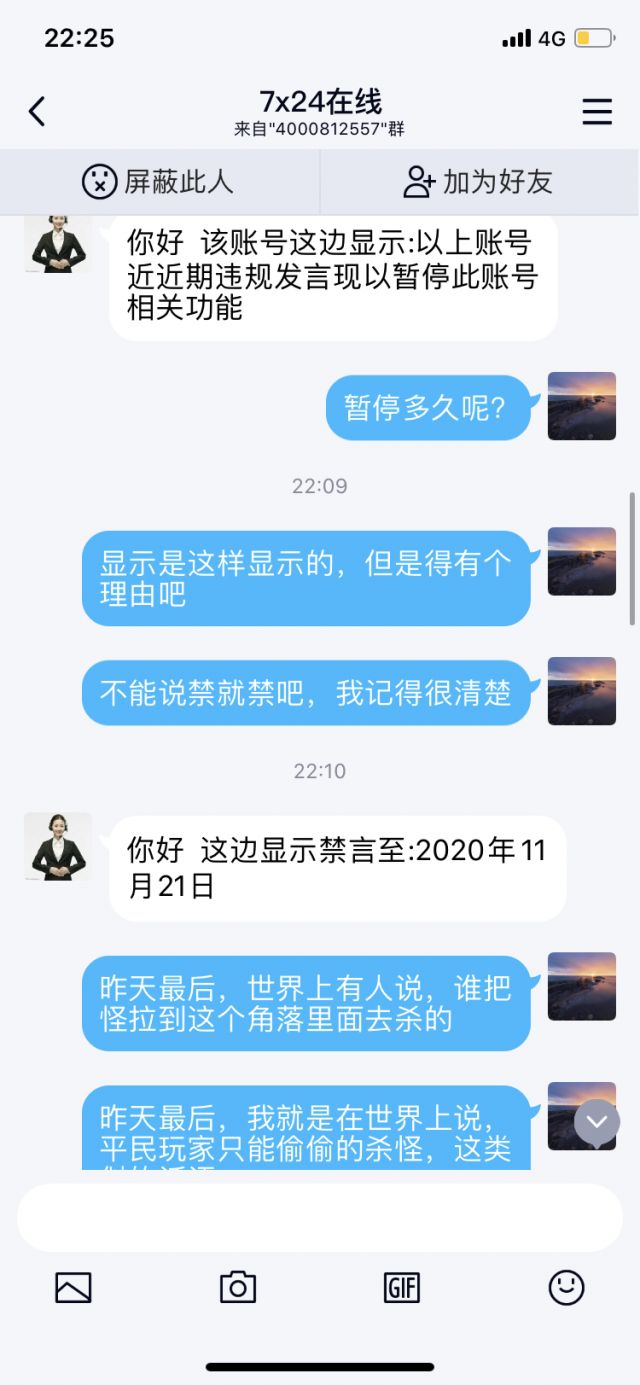 22:25
4G
7x24在线
来自"4000812557"群
屏蔽此人
加为好友
你好 该账号这边显示:以上账号
近近期违规发言现以暂停此账号
相关功能
暂停多久呢?
22:09
显示是这样显示的，但是得有个
理由吧
不能说禁就禁吧，我记得很清楚
22:10
你好 这边显示禁言至:2020年11
月21日
昨天最后，世界上有人说，谁把
怪拉到这个角落里面去杀的
昨天最后，我就是在世界上说，
平民玩家只能偷偷的杀怪，这类
GIF